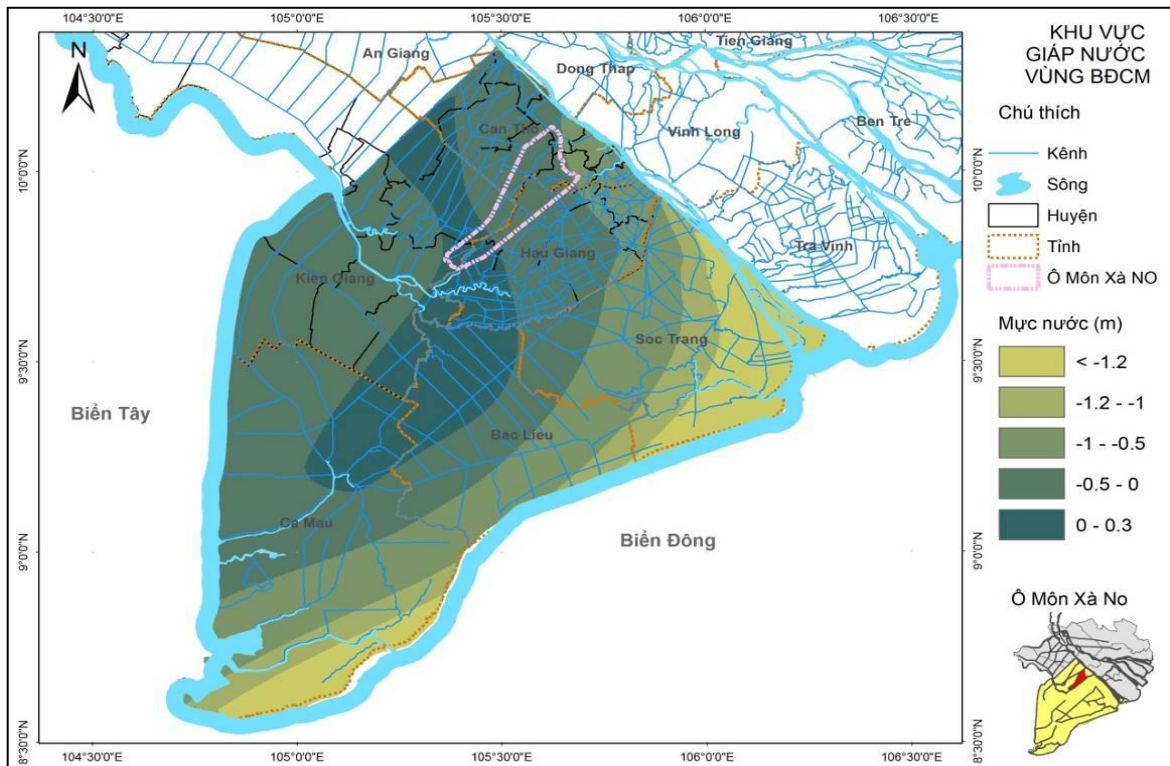 104°30'0"E 105°0'0"E 105°30'0"E 106°0'0"E 106°30'0"E
N
An Giang
Tien Giang
Dong Thap
Can Tho
Vinh Long
Ben Tre
Tra Vinh
Hau Giang
Kien Giang
Soc Trang
Bac Lieu
Ca Mau
Biển Tây
Biển Đông
10°0'0"N
9°30'0"N
9°0'0"N
8°30'0"N
10°0'0"N
9°30'0"N
9°0'0"N
8°30'0"N
104°30'0"E 105°0'0"E 105°30'0"E 106°0'0"E 106°30'0"E
KHU VỰC
GIÁP NƯỚC
VÙNG BĐCM
Chú thích
Kênh
Sông
Huyện
Tỉnh
Ô Môn Xà NO
Mực nước (m)
< -1.2
-1.2 - -1
-1 - -0.5
-0.5 - 0
0 - 0.3
Ô Môn Xà No